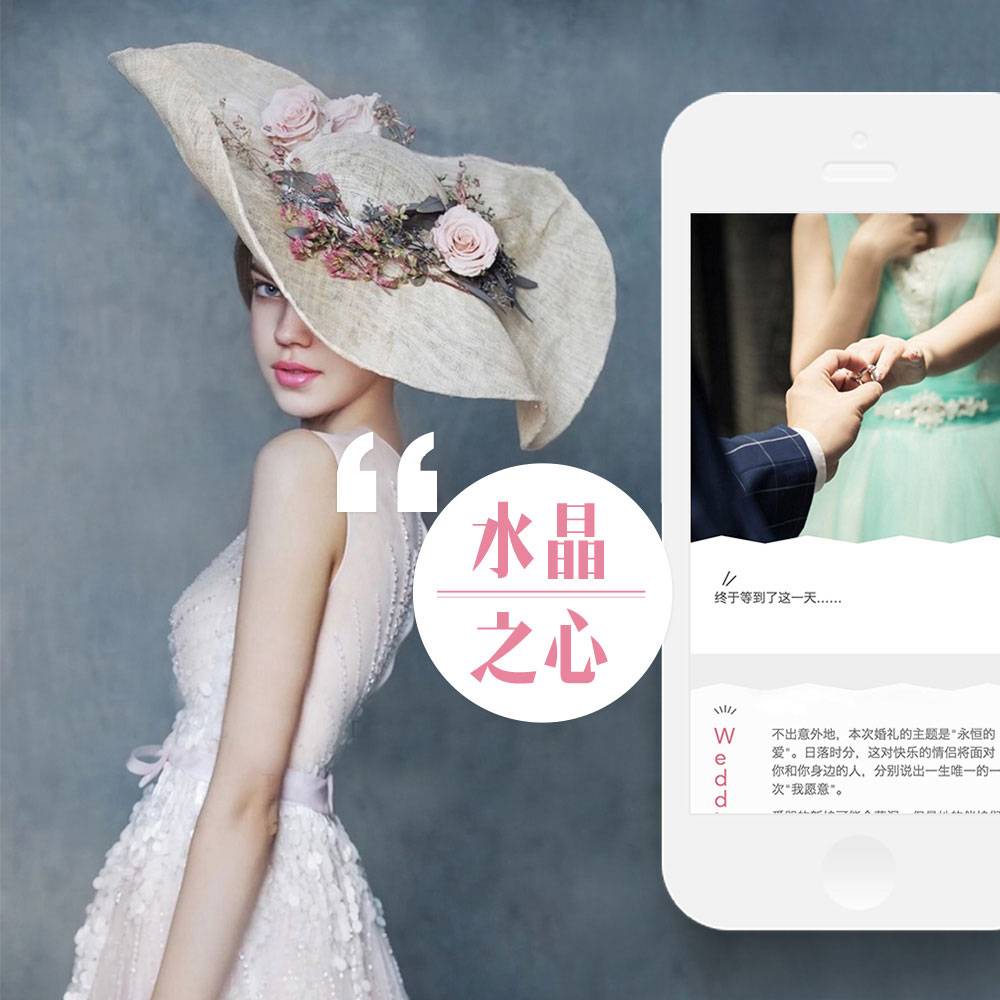 水晶
之心
终于等到了这一天……
Wedd
不出意外地，本次婚礼的主题是"永恒的
爱"。日落时分，这对快乐的情侣将面对
你和你身边的人，分别说出一生唯一的一
次"我愿意"。